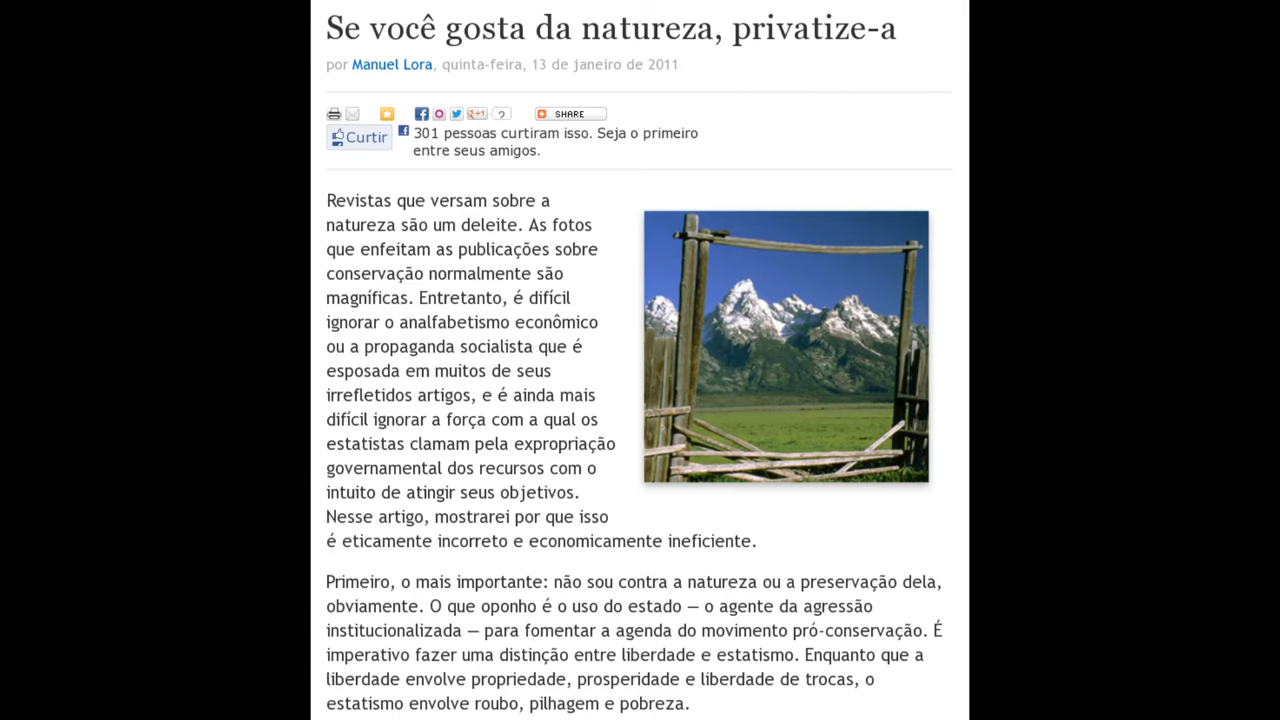 Se você gosta da natureza, privatize-a
por Manuel Lora, quinta-feira, 13 de janeiro de 2011
SHARE
Curtir
301 pessoas curtiram isso. Seja o primeiro
entre seus amigos.
Revistas que versam sobre a
natureza são um deleite. As fotos
que enfeitam as publicações sobre
conservação normalmente são
magníficas. Entretanto, é difícil
ignorar o analfabetismo econômico
ou a propaganda socialista que é
esposada em muitos de seus
irrefletidos artigos, e é ainda mais
difícil ignorar a força com a qual os
estatistas clamam pela expropriação
governamental dos recursos com o
intuito de atingir seus objetivos.
Nesse artigo, mostrarei por que isso
é eticamente incorreto e economicamente ineficiente.
Primeiro, o mais importante: não sou contra a natureza ou a preservação dela,
obviamente. O que oponho é o uso do estado — o agente da agressão
institucionalizada — para fomentar a agenda do movimento pró-conservação. É
imperativo fazer uma distinção entre liberdade e estatismo. Enquanto que a
liberdade envolve propriedade, prosperidade e liberdade de trocas, o
estatismo envolve roubo, pilhagem e pobreza.